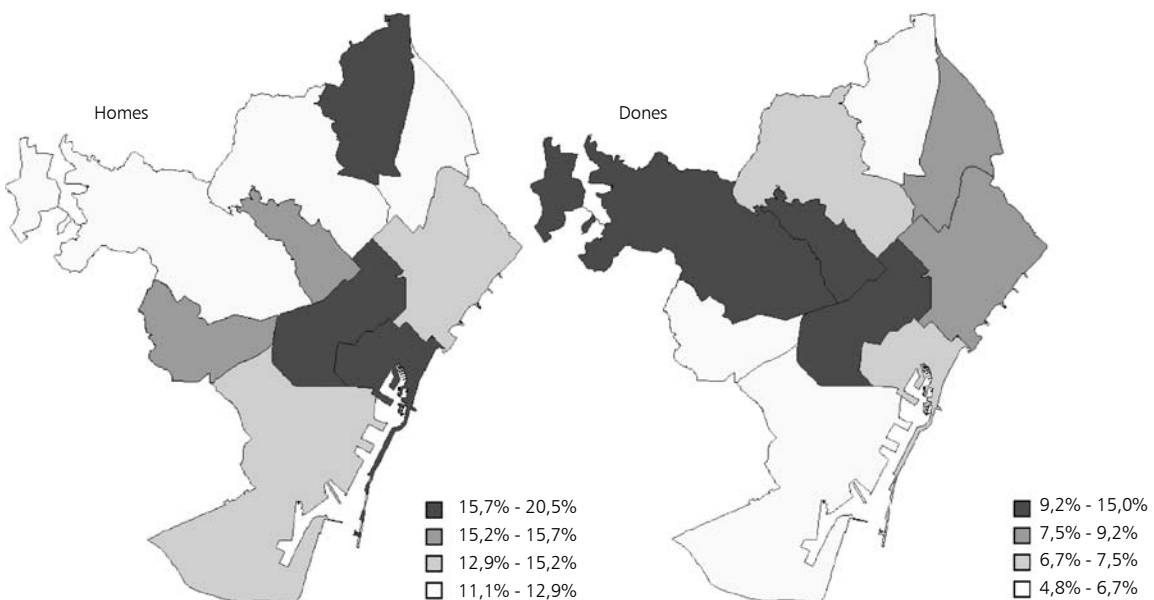 Homes
15,7% - 20,5%
15,2% - 15,7%
12,9% - 15,2%
11,1% - 12,9%
Dones
9,2% - 15,0%
7,5% - 9,2%
6,7% - 7,5%
4,8% - 6,7%